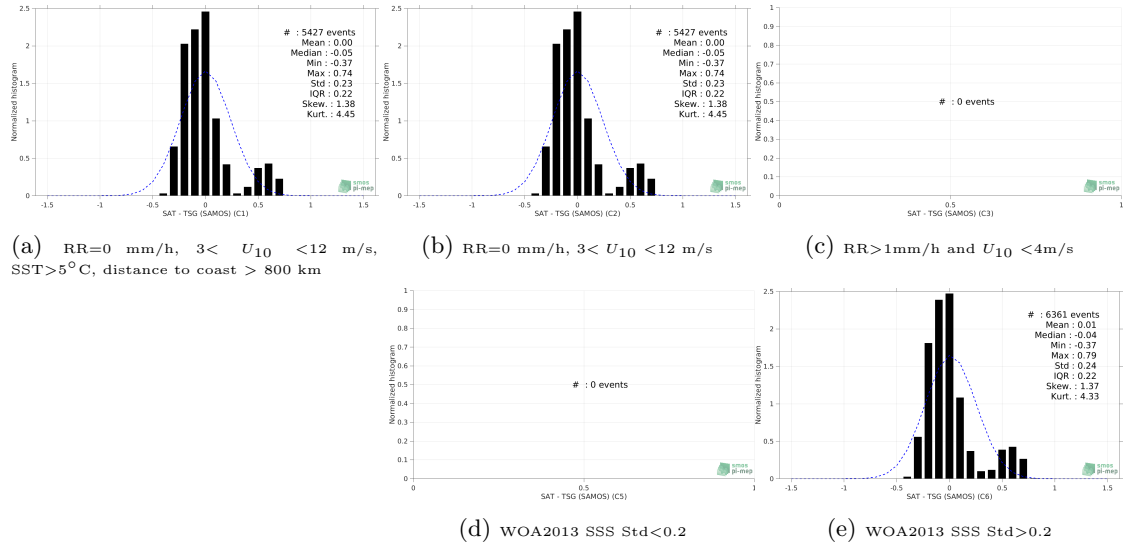 2.5
2
1.5
1
0.5
0
Normalized histogram
# : 5427 events
Mean : 0.00
Median : -0.05
Min : -0.37
Max : 0.74
Std : 0.23
IQR : 0.22
Skew. : 1.38
Kurt. : 4.45
smos
pi-mep
-1.5 -1 -0.5 0 0.5 1 1.5
SAT - TSG (SAMOS) (C1)
(a) RR=0 mm/h, 3< U10 <12 m/s,
SST>5°C, distance to coast > 800 km
2.5
2
1.5
1
0.5
0
Normalized histogram
# : 5427 events
Mean : 0.00
Median : -0.05
Min : -0.37
Max : 0.74
Std : 0.23
IQR : 0.22
Skew. : 1.38
Kurt. : 4.45
smos
pi-mep
-1.5 -1 -0.5 0 0.5 1 1.5
SAT - TSG (SAMOS) (C2)
(b) RR=0 mm/h, 3< U10 <12 m/s
1
0.9
0.8
0.7
0.6
0.5
0.4
0.3
0.2
0.1
0
Normalized histogram
# : 0 events
smos
pi-mep
0 0.5 1
SAT - TSG (SAMOS) (C3)
(c) RR>1mm/h and U10 <4m/s
1
0.9
0.8
0.7
0.6
0.5
0.4
0.3
0.2
0.1
0
Normalized histogram
# : 0 events
smos
pi-mep
0 0.5 1
SAT - TSG (SAMOS) (C5)
(d) WOA2013 SSS Std<0.2
2.5
2
1.5
1
0.5
0
Normalized histogram
# : 6361 events
Mean : 0.01
Median : -0.04
Min : -0.37
Max : 0.79
Std : 0.24
IQR : 0.22
Skew. : 1.37
Kurt. : 4.33
smos
pi-mep
-1.5 -1 -0.5 0 0.5 1 1.5
SAT - TSG (SAMOS) (C6)
(e) WOA2013 SSS Std>0.2